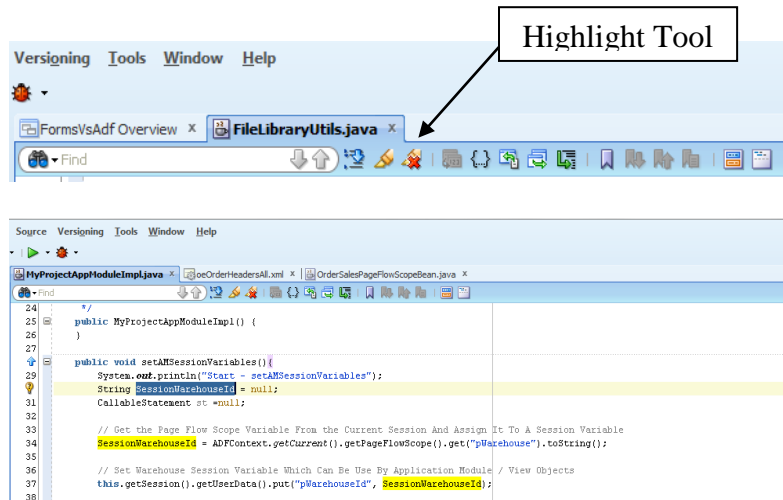 Highlight Tool
Versioning Tools Window Help
FormsVsAdf Overview x FileLibraryUtils.java x
Find
Source Versioning Tools Window Help
MyProjectAppModuleImpl.java x oeOrderHeadersAll.xml x OrderSalesPageFlowScopeBean.java x
Find
24 */
25 public MyProjectAppModuleImpl() {
26 }
27
public void setAMSessionVariables(){
29 System.out.println("Start - setAMSessionVariables");
String SessionWarehouseId = null;
31 CallableStatement st =null;
32
33 // Get the Page Flow Scope Variable From the Current Session And Assign It To A Session Variable
34 SessionWarehouseId = ADFContext.getCurrent().getPageFlowScope().get("pWarehouse").toString();
35
36 // Set Warehouse Session Variable Which Can Be Use By Application Module / View Objects
37 this.getSession().getUserData().put("pWarehouseId", SessionWarehouseId);
38